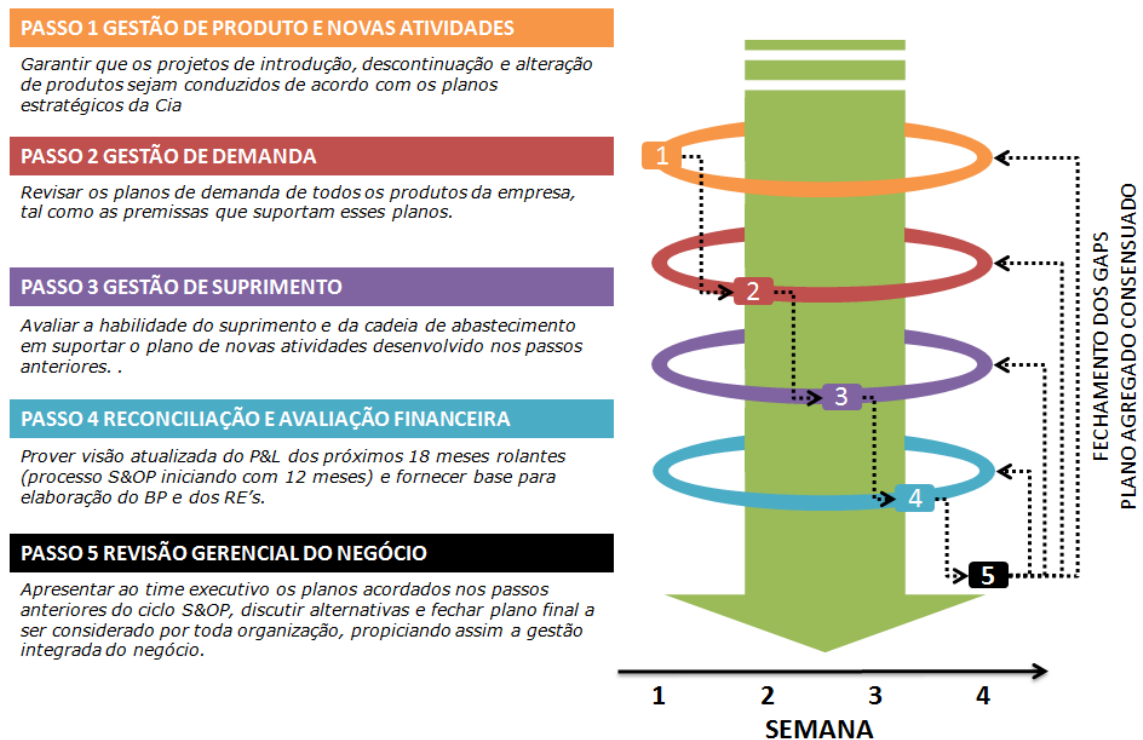 PASSO 1 GESTÃO DE PRODUTO E NOVAS ATIVIDADES
Garantir que os projetos de introdução, descontinuação e alteração
de produtos sejam conduzidos de acordo com os planos
estratégicos da Cia
PASSO 2 GESTÃO DE DEMANDA
Revisar os planos de demanda de todos os produtos da empresa,
tal como as premissas que suportam esses planos.
PASSO 3 GESTÃO DE SUPRIMENTO
Avaliar a habilidade do suprimento e da cadeia de abastecimento
em suportar o plano de novas atividades desenvolvido nos passos
anteriores. .
PASSO 4 RECONCILIAÇÃO E AVALIAÇÃO FINANCEIRA
Prover visão atualizada do P&L dos próximos 18 meses rolantes
(processo S&OP iniciando com 12 meses) e fornecer base para
elaboração do BP e dos RE's.
PASSO 5 REVISÃO GERENCIAL DO NEGÓCIO
Apresentar ao time executivo os planos acordados nos passos
anteriores do ciclo S&OP, discutir alternativas e fechar plano final a
ser considerado por toda organização, propiciando assim a gestão
integrada do negócio.
1
2
3
4
5
FECHAMENTO DOS GAPS
PLANO AGREGADO CONSENSUADO
1 2 3 4
SEMANA